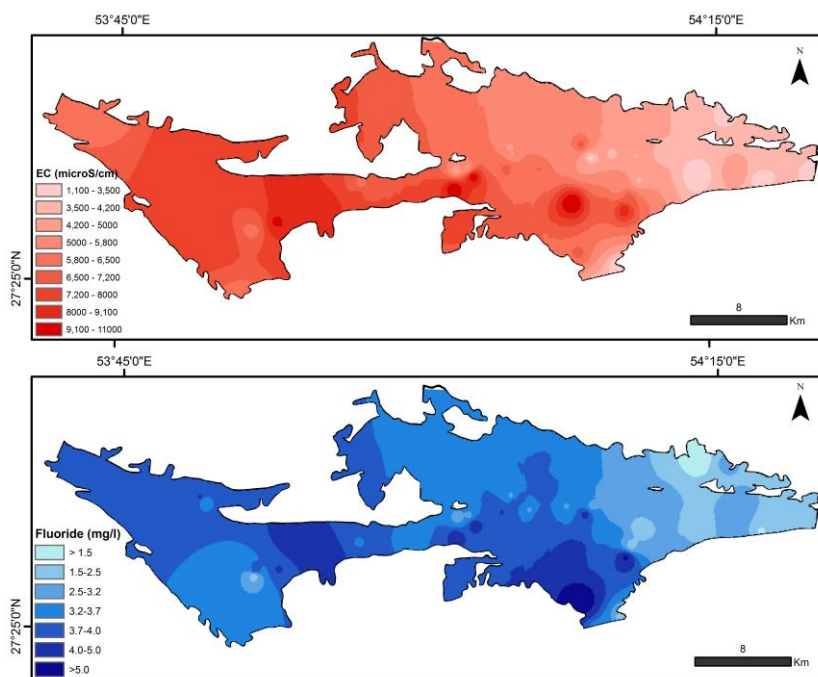 53°45'0"E 54°15'0"E
N
27°25'0"N
EC (microS/cm)
1,100 - 3,500
3,500 - 4,200
4,200 - 5000
5000 - 5,800
5,800 - 6,500
6,500 - 7,200
7,200 - 8000
8000 - 9,100
9,100 - 11000
8
Km
53°45'0"E 54°15'0"E
N
27°25'0"N
Fluoride (mg/l)
> 1.5
1.5-2.5
2.5-3.2
3.2-3.7
3.7-4.0
4.0-5.0
>5.0
8
Km